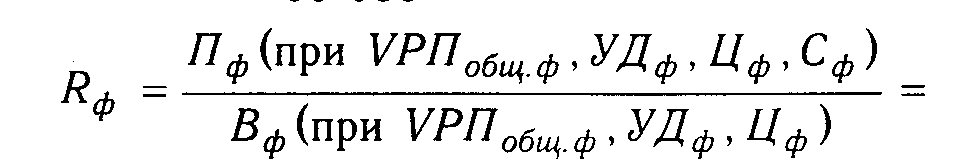 R_ф = П_ф (при VРП_общ.ф , УД_ф , Ц_ф , С_ф ) / В_ф (при VРП_общ.ф , УД_ф , Ц_ф ) =